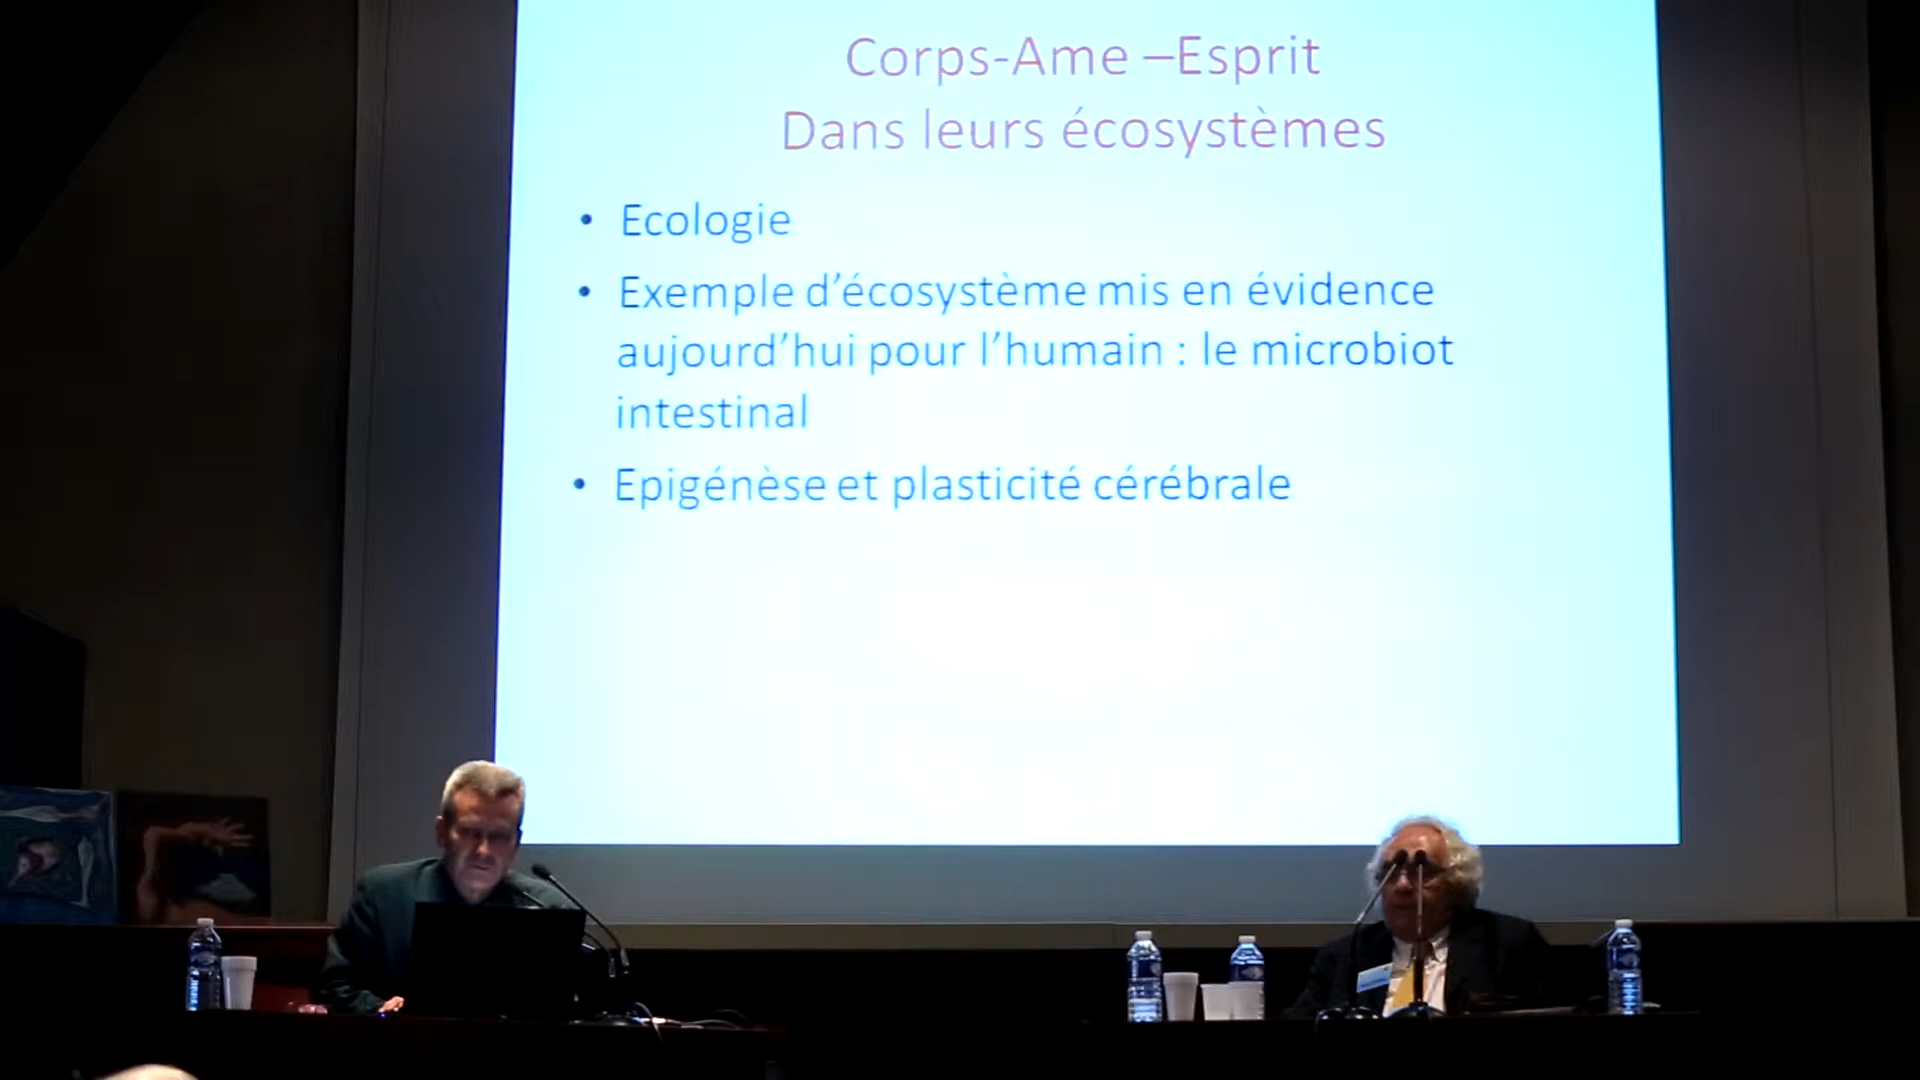 Corps-Ame –Esprit
Dans leurs écosystèmes
• Ecologie
• Exemple d’écosystème mis en évidence
aujourd’hui pour l’humain : le microbiot
intestinal
• Epigénèse et plasticité cérébrale